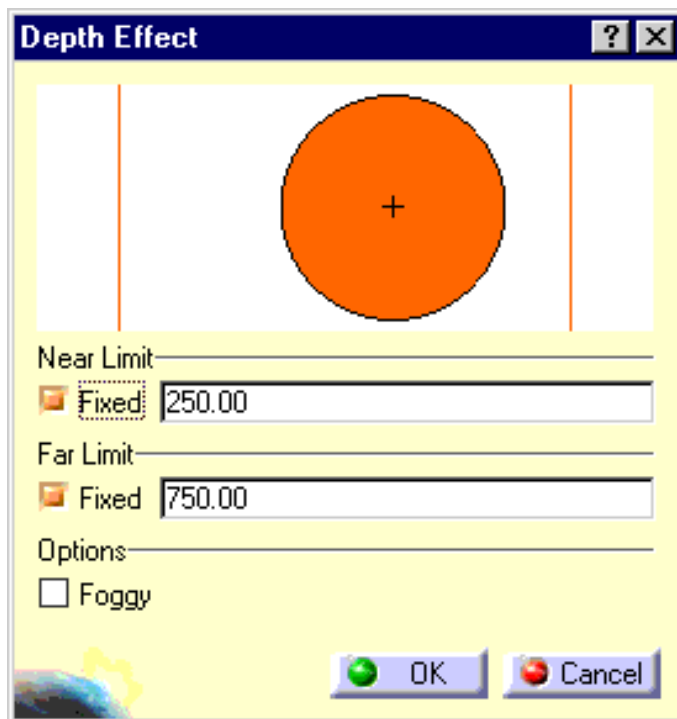 Depth Effect
Near Limit
Fixed 250.00
Far Limit
Fixed 750.00
Options
Foggy
OK Cancel